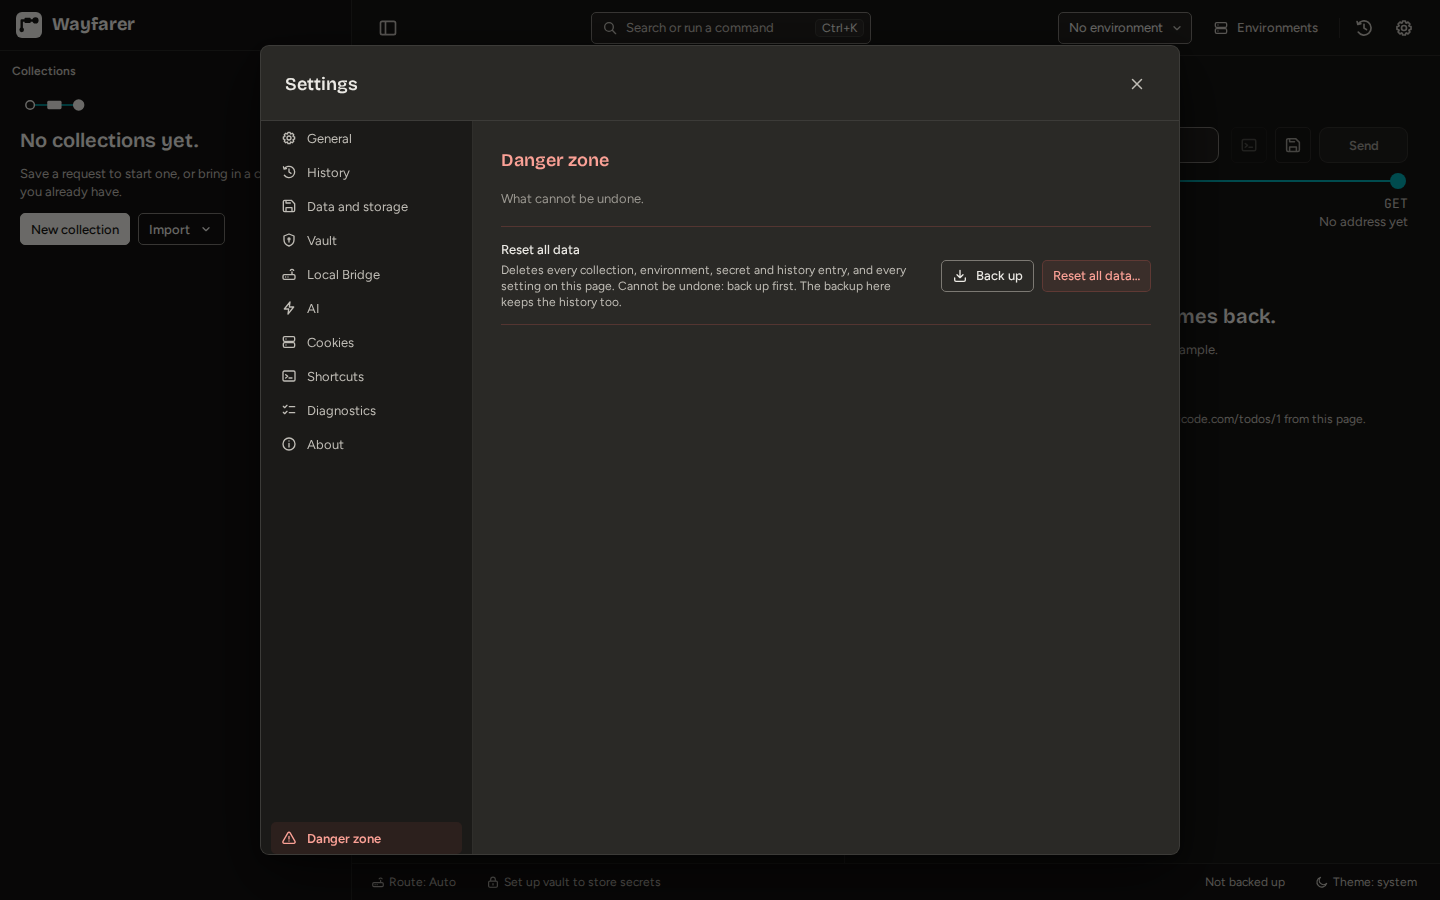 Wayfarer
Search or run a command
Ctrl+K
No environment
Environments
Collections
No collections yet.
Save a request to start one, or bring in a
you already have.
New collection
Import
Settings
General
History
Data and storage
Vault
Local Bridge
AI
Cookies
Shortcuts
Diagnostics
About
Danger zone
Danger zone
What cannot be undone.
Reset all data
Deletes every collection, environment, secret and history entry, and every
setting on this page. Cannot be undone: back up first. The backup here
keeps the history too.
Back up
Reset all data...
Send
GET
No address yet
back.
code.com/todos/1 from this page.
Route: Auto
Set up vault to store secrets
Not backed up
Theme: system